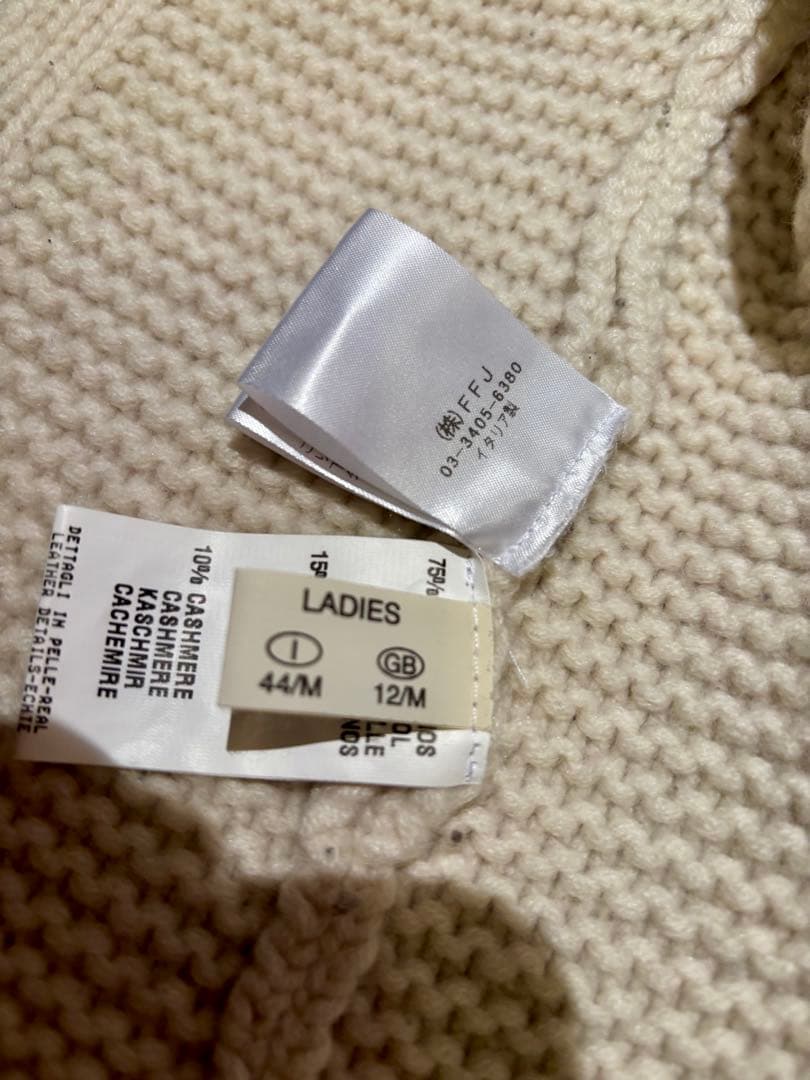 (株)FFJ
03-3405-6380
イタリア製
LADIES
I GB
44/M 12/M
75%
10% CASHMERE
CASHMERE
KASCHMIR
CACHEMIRE
DETTAGLI IN PELLE-REAL
LEATHER DETAILS-ECHTE